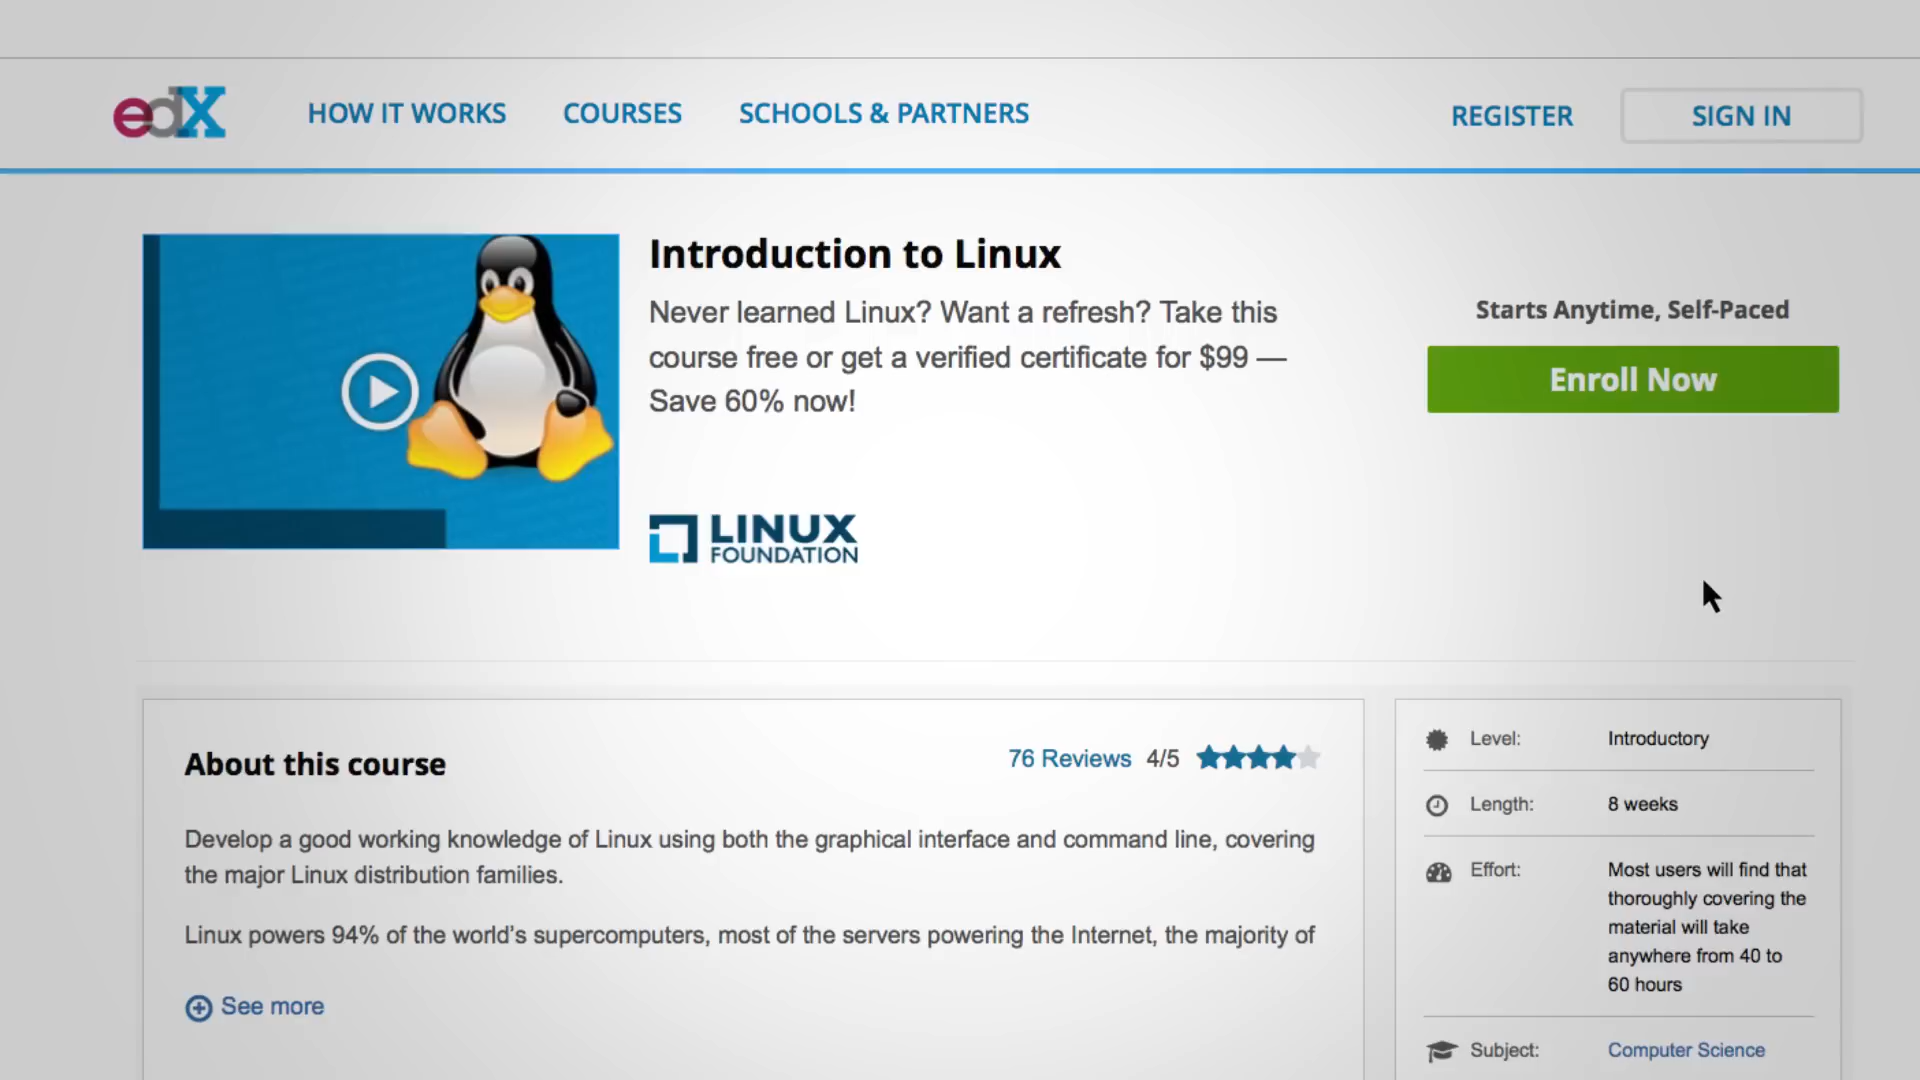 edX
HOW IT WORKS
COURSES
SCHOOLS & PARTNERS
REGISTER
SIGN IN
Introduction to Linux
Never learned Linux? Want a refresh? Take this
course free or get a verified certificate for $99 —
Save 60% now!
LINUX
FOUNDATION
Starts Anytime, Self-Paced
Enroll Now
About this course
76 Reviews 4/5
Develop a good working knowledge of Linux using both the graphical interface and command line, covering
the major Linux distribution families.
Linux powers 94% of the world’s supercomputers, most of the servers powering the Internet, the majority of
See more
Level: Introductory
Length: 8 weeks
Effort: Most users will find that
thoroughly covering the
material will take
anywhere from 40 to
60 hours
Subject: Computer Science